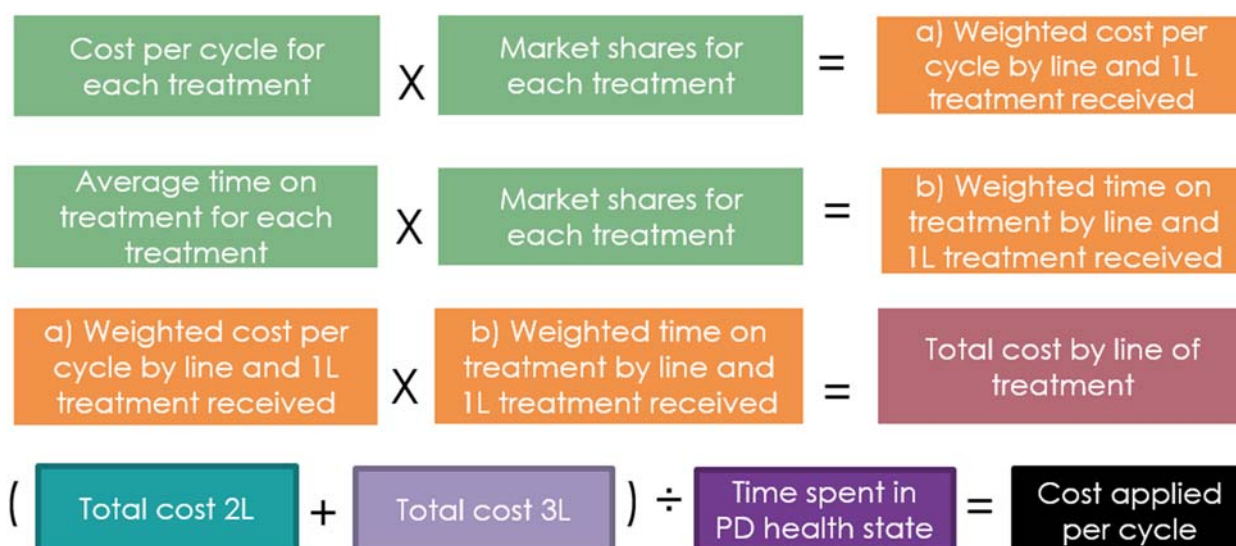 Cost per cycle for
each treatment
X
Market shares for
each treatment
=
a) Weighted cost per
cycle by line and 1L
treatment received
Average time on
treatment for each
treatment
X
Market shares for
each treatment
=
b) Weighted time on
treatment by line and
1L treatment received
a) Weighted cost per
cycle by line and 1L
treatment received
X
b) Weighted time on
treatment by line and
1L treatment received
=
Total cost by line of
treatment
(
Total cost 2L
+
Total cost 3L
)
÷
Time spent in
PD health state
=
Cost applied
per cycle